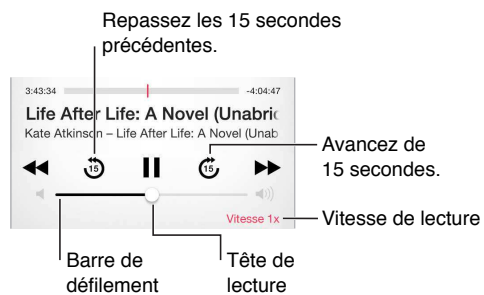 Repassez les 15 secondes
précédentes.
3:43:34
-4:04:47
Life After Life: A Novel (Unabric
Kate Atkinson – Life After Life: A Novel (Unab
15
15
Avancez de
15 secondes.
Vitesse 1x
Vitesse de lecture
Barre de
défilement
Tête de
lecture